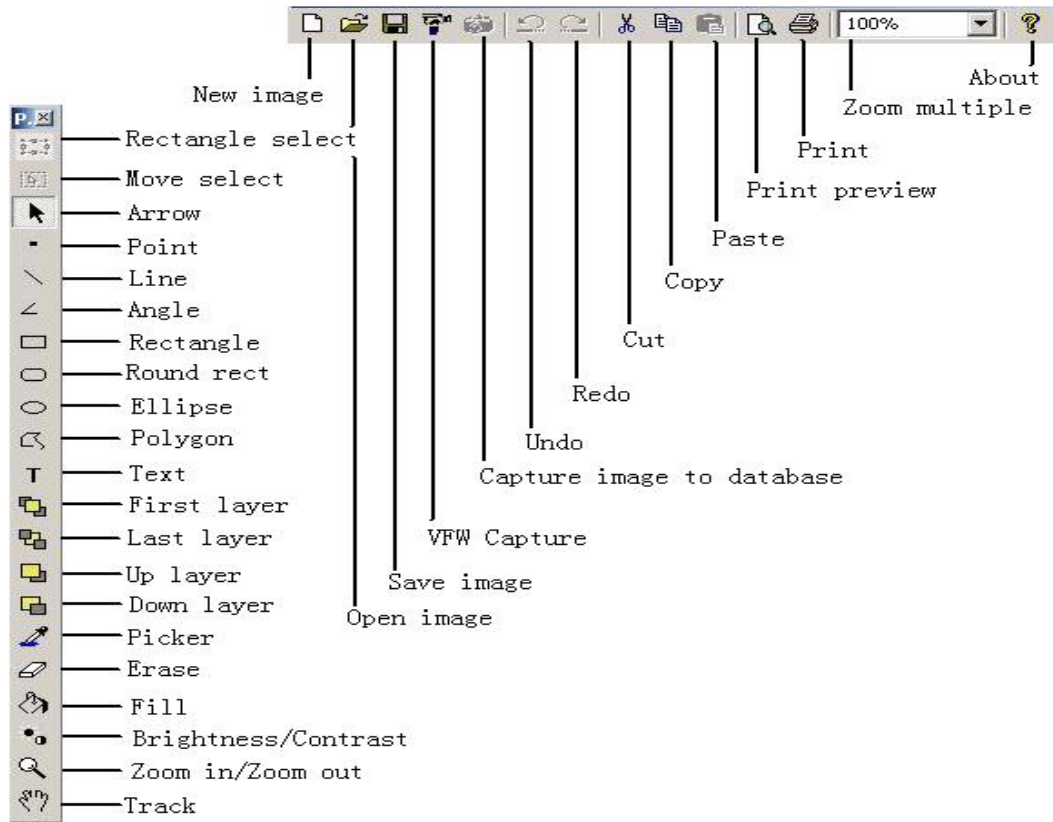 100%
New image
About
Zoom multiple
P.
Rectangle select
Print
Move select
Print preview
Arrow
Paste
Point
Line
Copy
Angle
Rectangle
Cut
Round rect
Redo
Ellipse
Polygon
Undo
Text
Capture image to database
First layer
Last layer
VFW Capture
Up layer
Save image
Down layer
Open image
Picker
Erase
Fill
Brightness/Contrast
Zoom in/Zoom out
Track
T